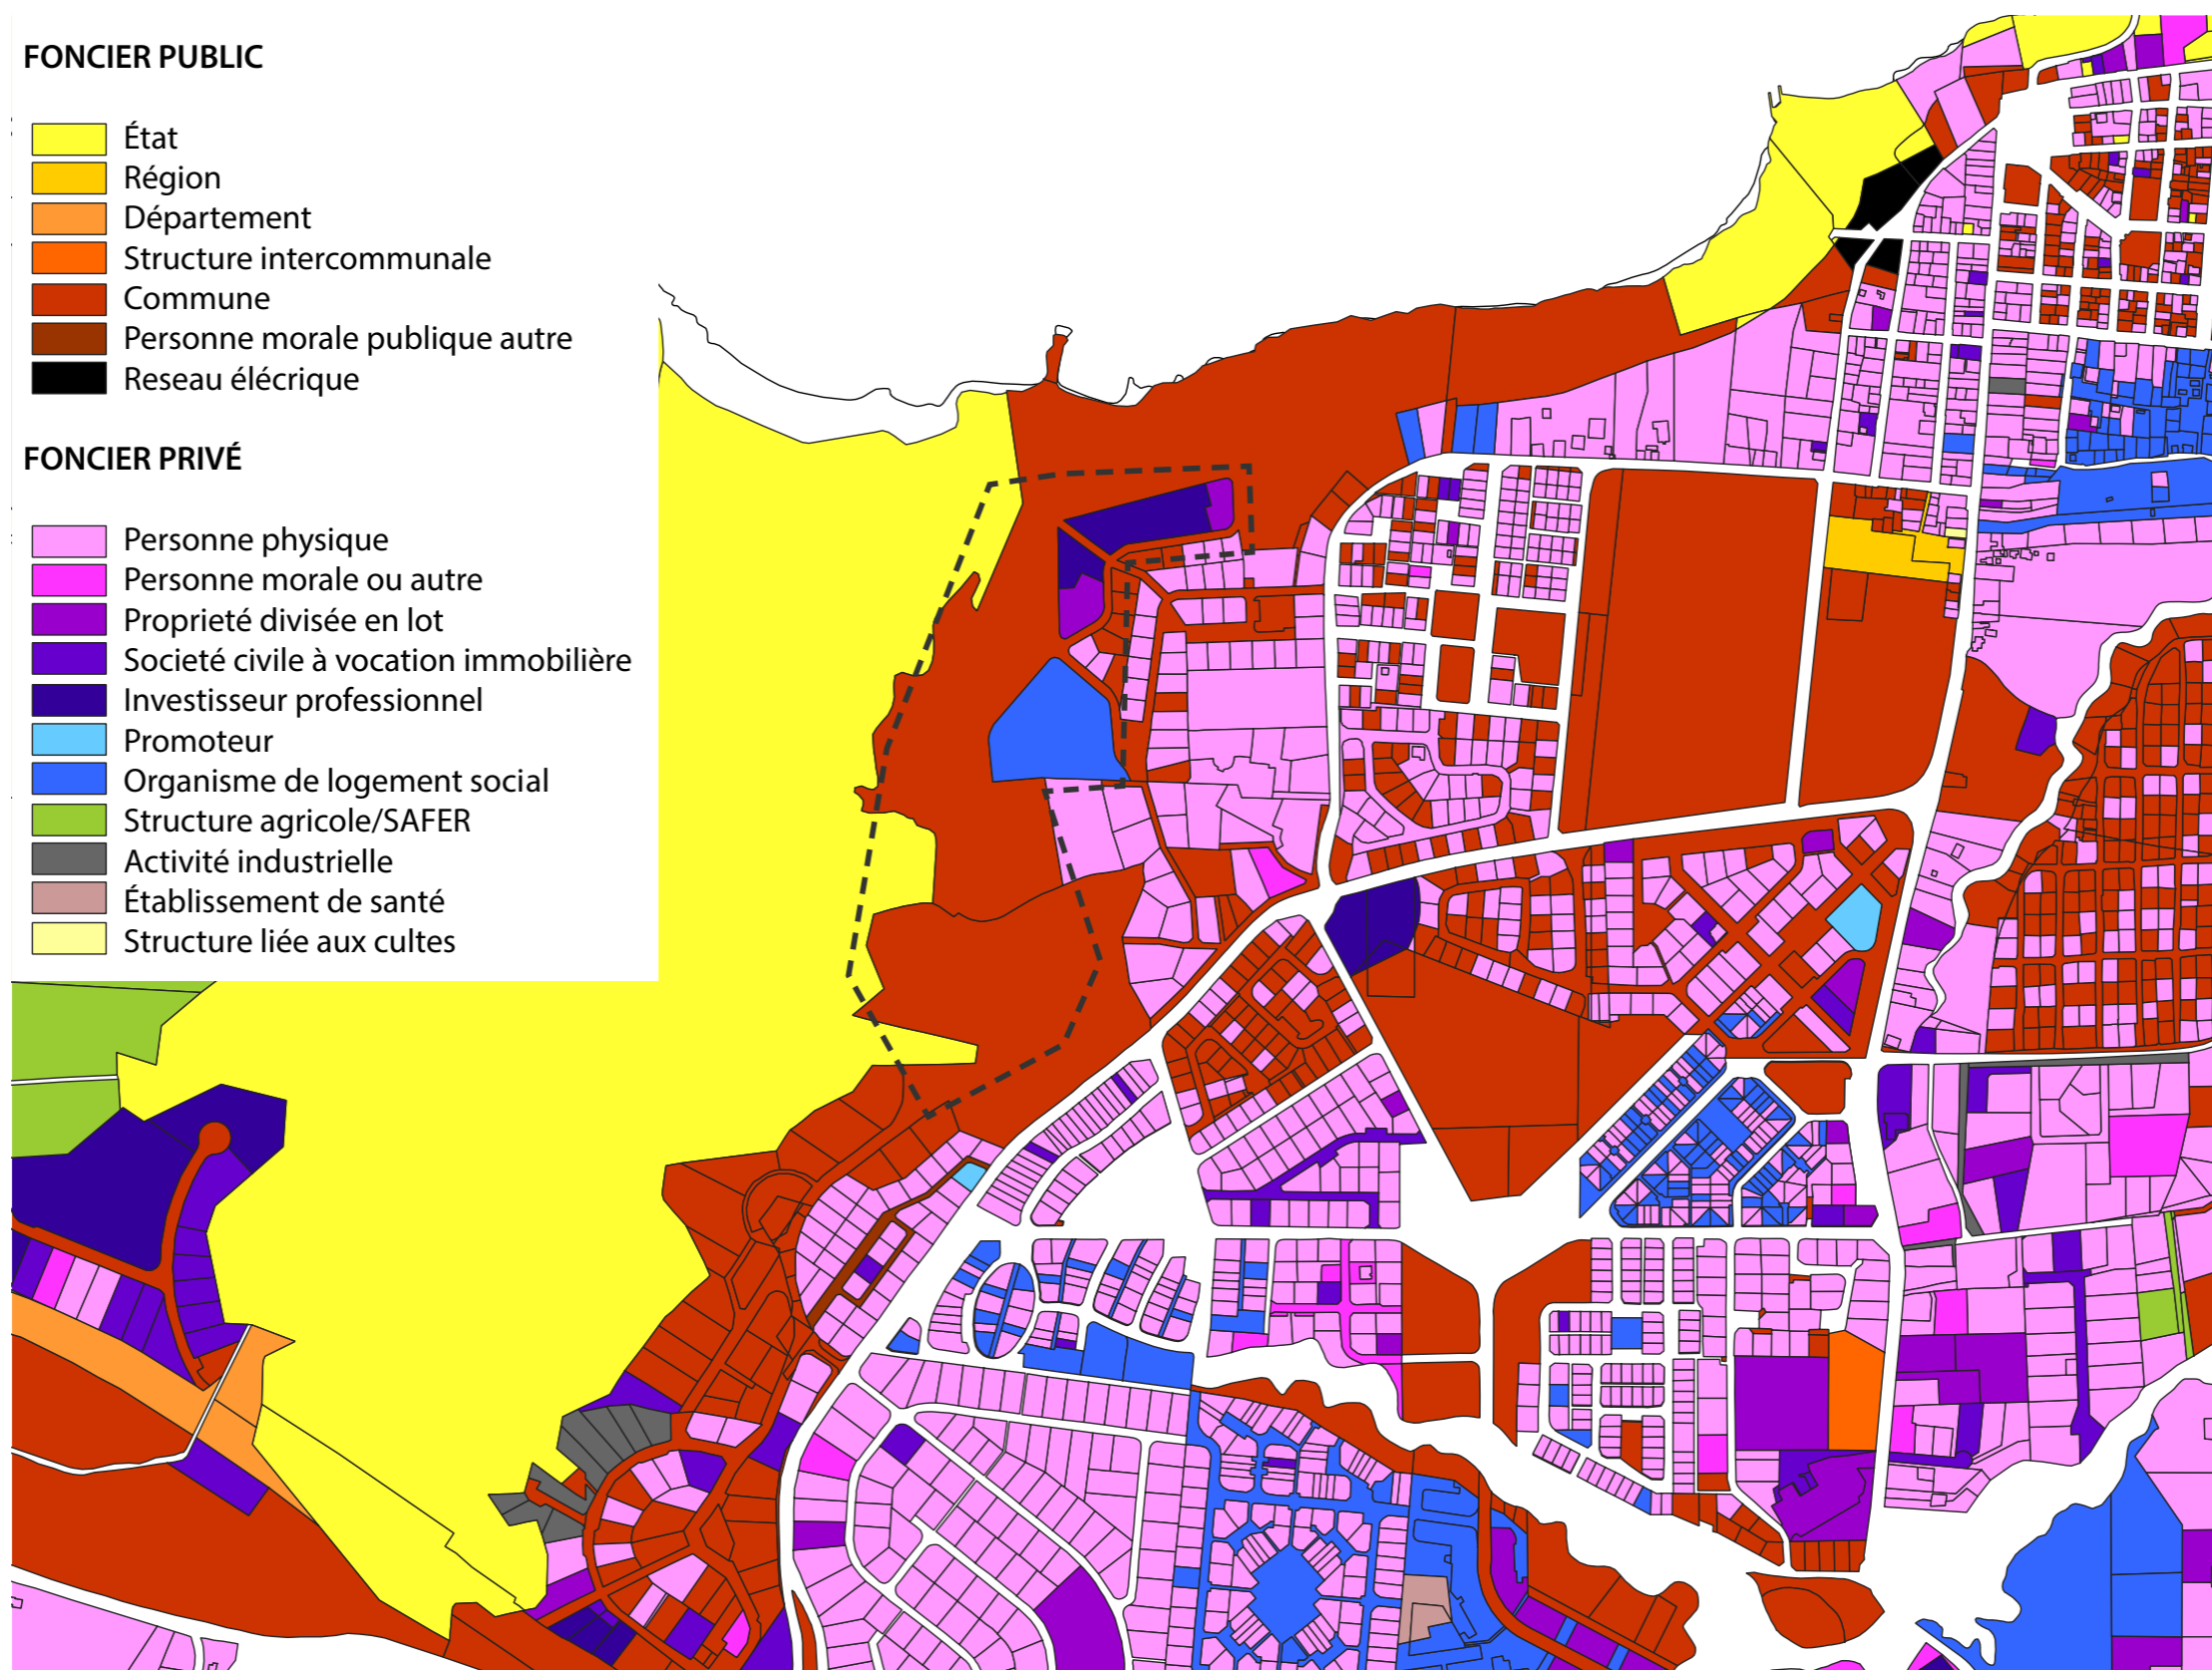 FONCIER PUBLIC
État
Région
Département
Structure intercommunale
Commune
Personne morale publique autre
Reseau élécrique
FONCIER PRIVÉ
Personne physique
Personne morale ou autre
Proprieté divisée en lot
Societé civile à vocation immobilière
Investisseur professionnel
Promoteur
Organisme de logement social
Structure agricole/SAFER
Activité industrielle
Établissement de santé
Structure liée aux cultes